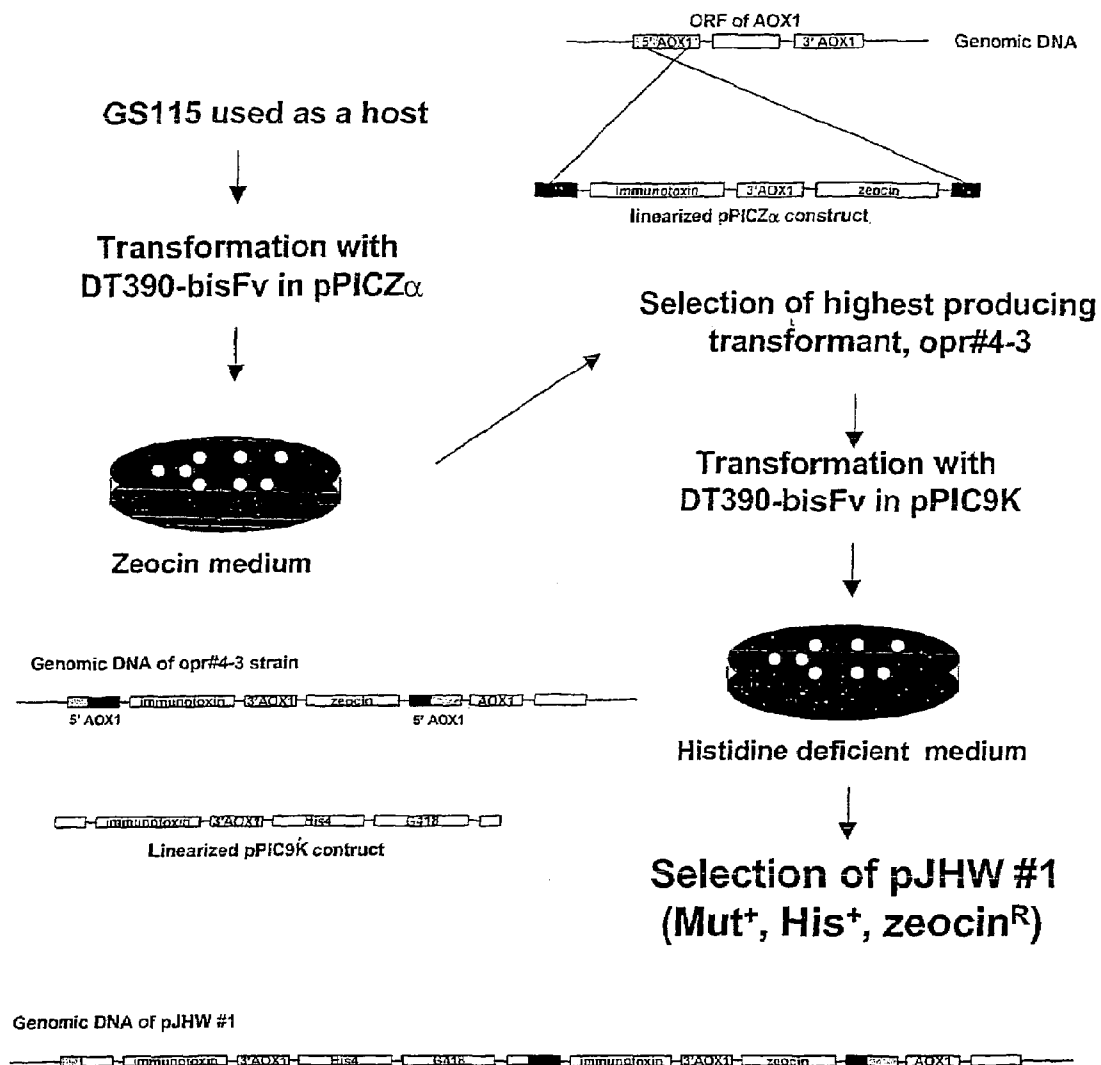 ORF of AOX1
5' AOX1
3' AOX1
Genomic DNA
GS115 used as a host
immunotoxin
3'AOX1
zeocin
linearized pPICZα construct
Transformation with
DT390-bisFv in pPICZα
Selection of highest producing
transformant, opr#4-3
Transformation with
DT390-bisFv in pPIC9K
Zeocin medium
Genomic DNA of opr#4-3 strain
immunotoxin
3'AOX1
zeocin
AOX1
5' AOX1
5' AOX1
Histidine deficient medium
immunotoxin
3'AOX1
His4
G418
Linearized pPIC9K contruct
Selection of pJHW #1
(Mut⁺, His⁺, zeocinᴿ)
Genomic DNA of pJHW #1
immunotoxin
3'AOX1
His4
G418
immunotoxin
3'AOX1
zeocin
AOX1